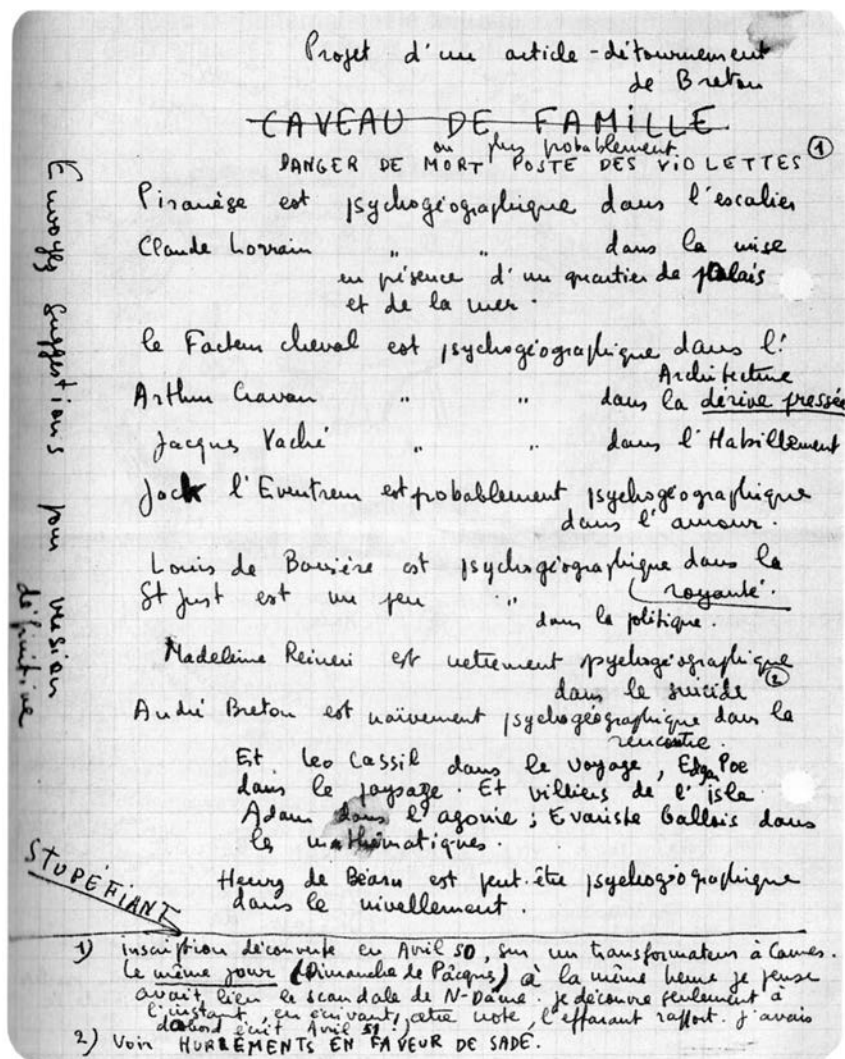 Projet d'un article-détournement
de Breton
CAVEAU DE FAMILLE
ou plus probablement
DANGER DE MORT POSTE DES VIOLETTES ①
Piranèse est psychogéographique dans l'escalier
Claude Lorrain " " dans la mise
en présence d'un quartier de palais
et de la mer.
le Facteur cheval est psychogéographique dans l'
Architecture
Arthur Cravan " " dans la dérive pressée
Jacques Vaché " " dans l'Habillement
Jack l'Eventreur est probablement psychogéographique
dans l'amour.
Louis de Bavière est psychogéographique dans la
royauté.
St Just est un peu "
dans la politique.
Madeleine Reineri est nettement psychogéographique
dans le suicide ②
André Breton est naïvement psychogéographique dans la
rencontre.
Et Leo Cassil dans le voyage, Edgar Poe
dans le paysage. Et villiers de l'isle
Adam dans l'agonie ; Evariste Gallois dans
les mathématiques.
Henry de Béarn est peut-être psychogéographique
dans le nivellement.
Envoyez suggestions pour version
définitive
STUPÉFIANT
1) inscription découverte en Avril 50, sur un transformateur à Cannes.
Le même jour (Dimanche de Pâcques) à la même heure je pense
avait lieu le scandale de N-Dame. je découvre seulement à
l'instant, en écrivant cette note, l'effarant rapport. j'avais
dabord écrit Avril 51 !)
2) Voir HURLEMENTS EN FAVEUR DE SADE.